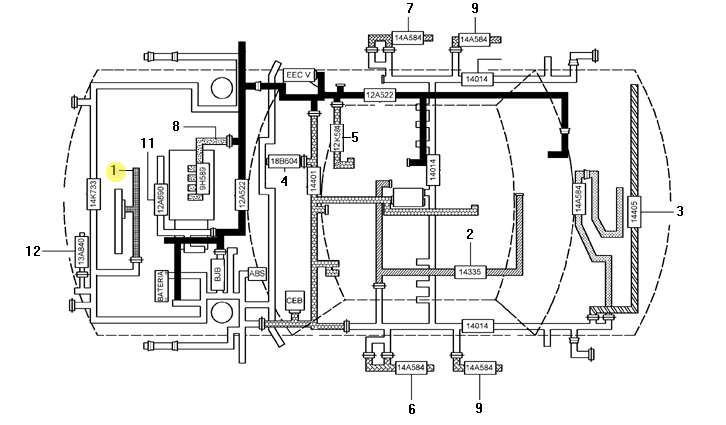 7
9
14A584
14A584
EEC V
14014
12A522
8
11
5
12K584
1
9H589
18B604
4
14401
14014
14K733
12A690
12A522
14A584
14405
3
2
12
13A840
BATERIA
BJB
ABS
14335
CEB
14014
14A584
14A584
6
9